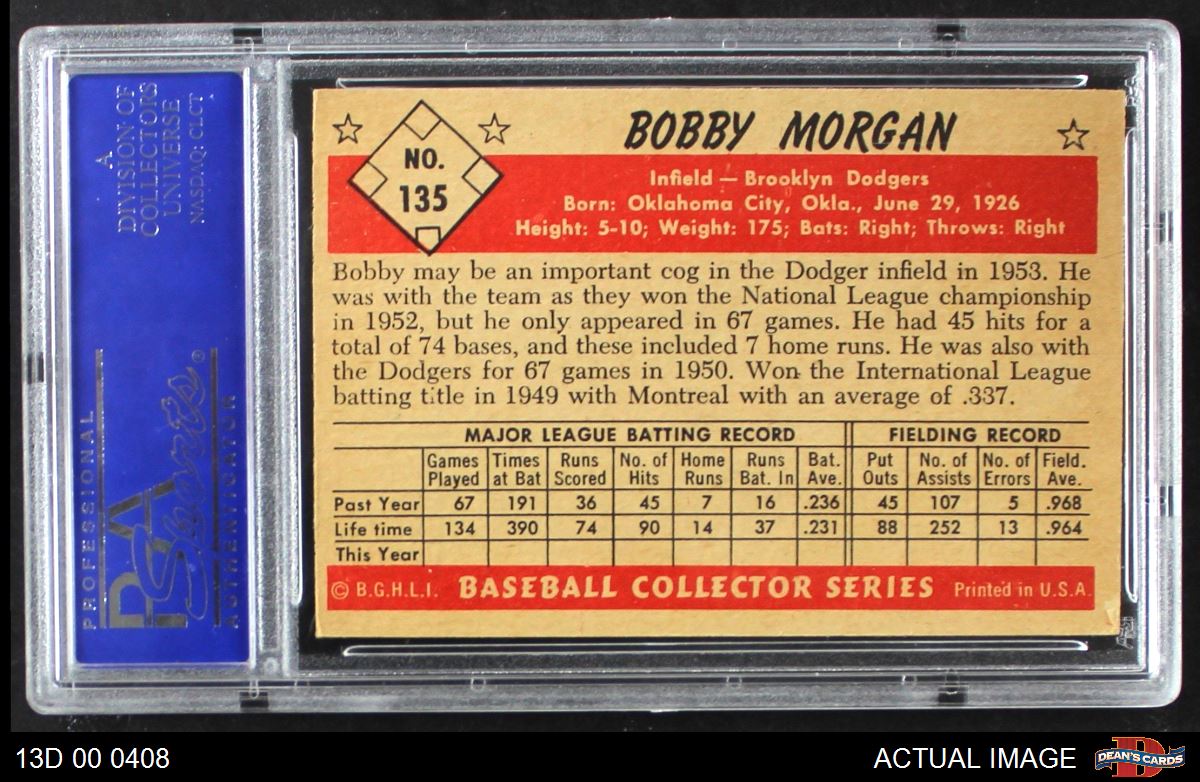 A
DIVISION OF
COLLECTORS
UNIVERSE
NASDAQ: CLCT
PROFESSIONAL
PSA
Sports®
AUTHENTICATOR
BOBBY MORGAN
NO.
135
Infield — Brooklyn Dodgers
Born: Oklahoma City, Okla., June 29, 1926
Height: 5-10; Weight: 175; Bats: Right; Throws: Right
Bobby may be an important cog in the Dodger infield in 1953. He
was with the team as they won the National League championship
in 1952, but he only appeared in 67 games. He had 45 hits for a
total of 74 bases, and these included 7 home runs. He was also with
the Dodgers for 67 games in 1950. Won the International League
batting title in 1949 with Montreal with an average of .337.
MAJOR LEAGUE BATTING RECORD FIELDING RECORD
Games Times Runs No. of Home Runs Bat. Put No. of No. of Field.
Played at Bat Scored Hits Runs Bat. In Ave. Outs Assists Errors Ave.
Past Year 67 191 36 45 7 16 .236 45 107 5 .968
Life time 134 390 74 90 14 37 .231 88 252 13 .964
This Year
© B.G.H.L.I. BASEBALL COLLECTOR SERIES Printed in U.S.A.
13D 00 0408
ACTUAL IMAGE
D
DEAN'S CARDS